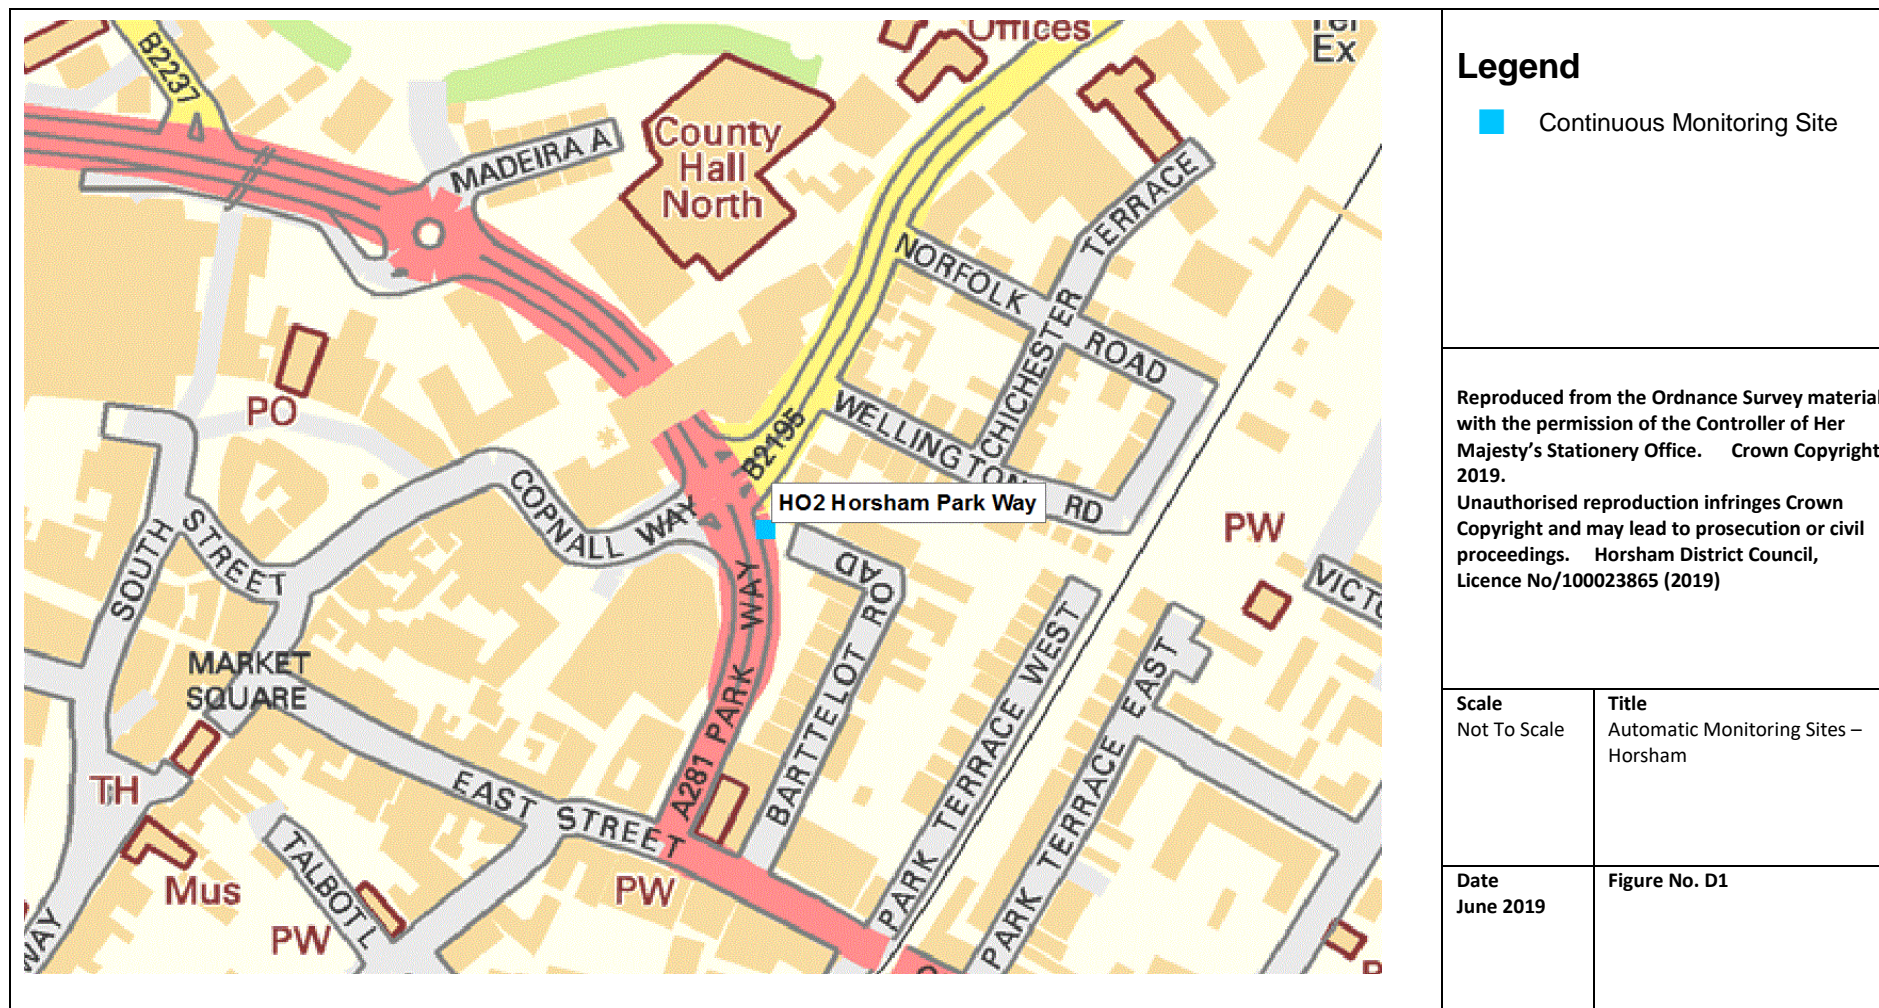 Offices
Tel
Ex
B2237
MADEIRA A
County
Hall
North
NORFOLK ROAD
CHICHESTER TERRACE
PO
B2195
WELLINGTON RD
HO2 Horsham Park Way
COPNALL WAY
SOUTH STREET
PW
VICTO
BARTTELOT ROAD
MARKET
SQUARE
A281 PARK WAY
PARK TERRACE WEST
PARK TERRACE EAST
TH
EAST STREET
Mus
TALBOT L
PW
PW
WAY
Legend
Continuous Monitoring Site
Reproduced from the Ordnance Survey material
with the permission of the Controller of Her
Majesty's Stationery Office. Crown Copyright
2019.
Unauthorised reproduction infringes Crown
Copyright and may lead to prosecution or civil
proceedings. Horsham District Council,
Licence No/100023865 (2019)
Scale
Not To Scale
Title
Automatic Monitoring Sites –
Horsham
Date
June 2019
Figure No. D1